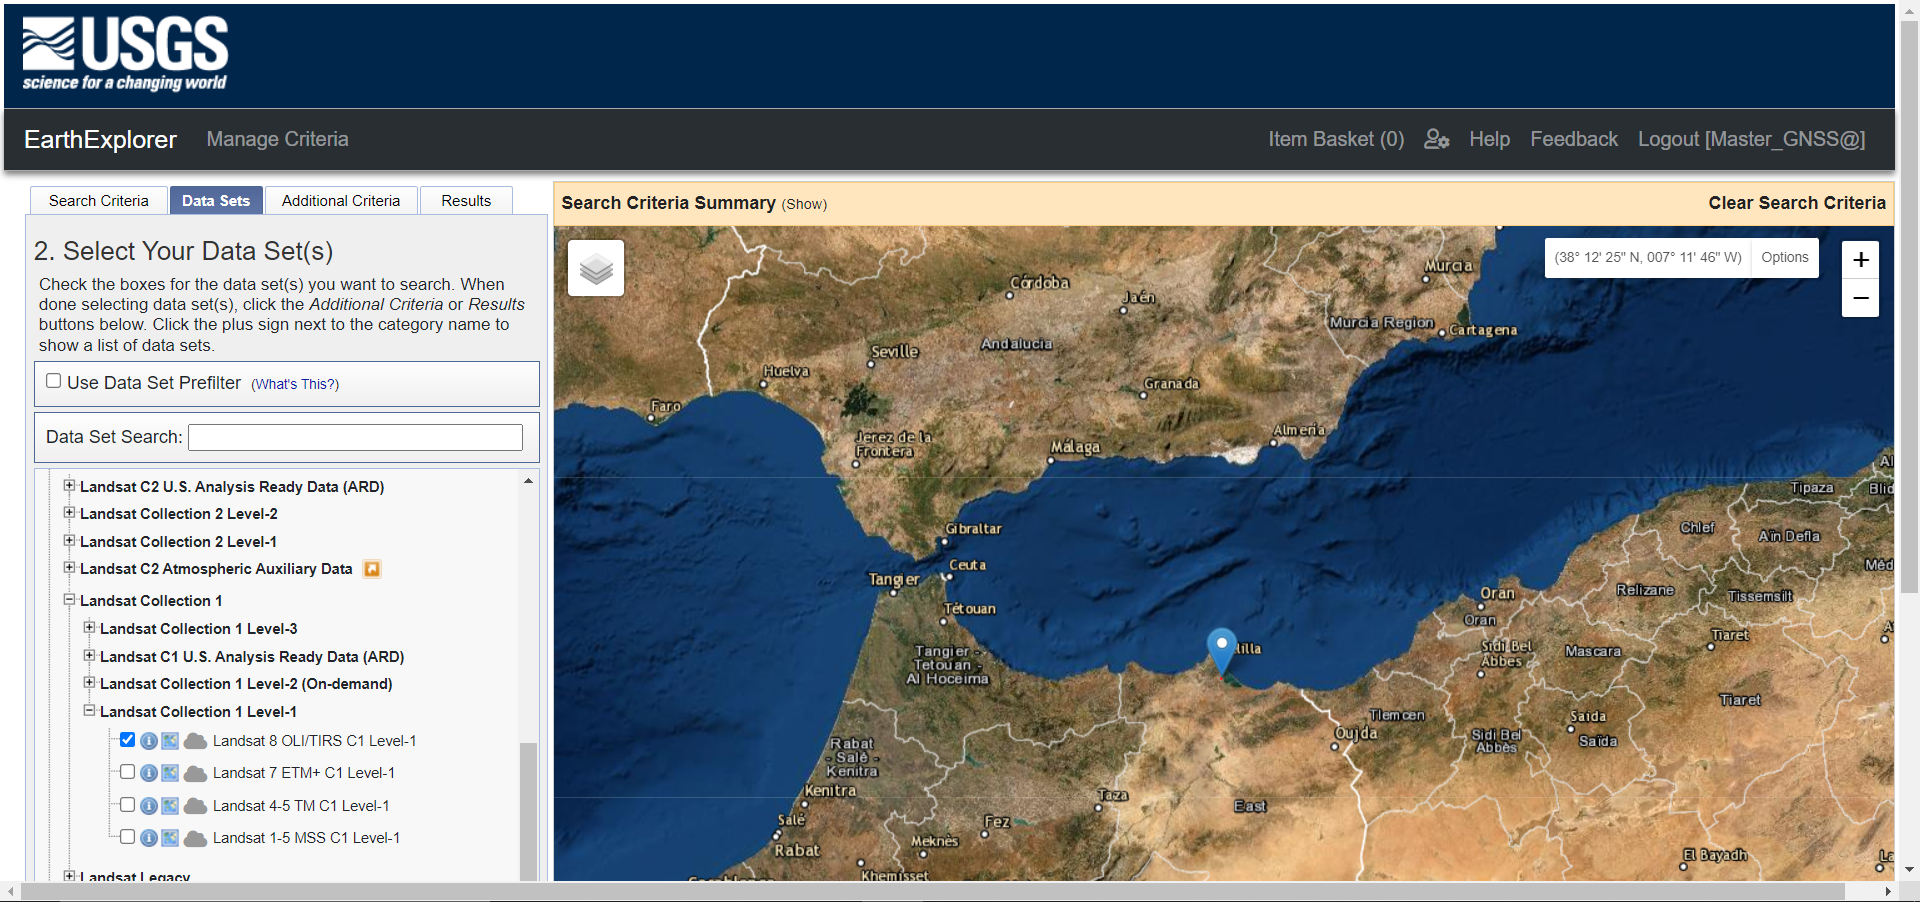 USGS
science for a changing world
EarthExplorer
Manage Criteria
Item Basket (0)
Help
Feedback
Logout [Master_GNSS@]
Search Criteria
Data Sets
Additional Criteria
Results
2. Select Your Data Set(s)
Check the boxes for the data set(s) you want to search. When
done selecting data set(s), click the Additional Criteria or Results
buttons below. Click the plus sign next to the category name to
show a list of data sets.
Use Data Set Prefilter (What's This?)
Data Set Search:
Landsat C2 U.S. Analysis Ready Data (ARD)
Landsat Collection 2 Level-2
Landsat Collection 2 Level-1
Landsat C2 Atmospheric Auxiliary Data
Landsat Collection 1
Landsat Collection 1 Level-3
Landsat C1 U.S. Analysis Ready Data (ARD)
Landsat Collection 1 Level-2 (On-demand)
Landsat Collection 1 Level-1
Landsat 8 OLI/TIRS C1 Level-1
Landsat 7 ETM+ C1 Level-1
Landsat 4-5 TM C1 Level-1
Landsat 1-5 MSS C1 Level-1
Landsat Legacy
Search Criteria Summary (Show)
Clear Search Criteria
(38° 12' 25" N, 007° 11' 46" W)
Options
+
−
Murcia
Córdoba
Jaén
Murcia Region
Cartagena
Andalucia
Seville
Huelva
Granada
Faro
Almería
Jerez de la
Frontera
Málaga
Tipaza
Gibraltar
Chlef
Aïn Defla
Ceuta
Tangier
Oran
Relizane
Tissemsilt
Tétouan
Oran
Tiaret
Tangier -
Tetouan -
Al Hoceima
lilla
Sidi Bel
Abbes
Mascara
Tiaret
Tlemcen
Saida
Oujda
Sidi Bel
Abbès
Saïda
Rabat
- Salé -
Kenitra
Kenitra
Taza
East
Salé
Fez
Meknès
Rabat
El Bayadh
Khemisset